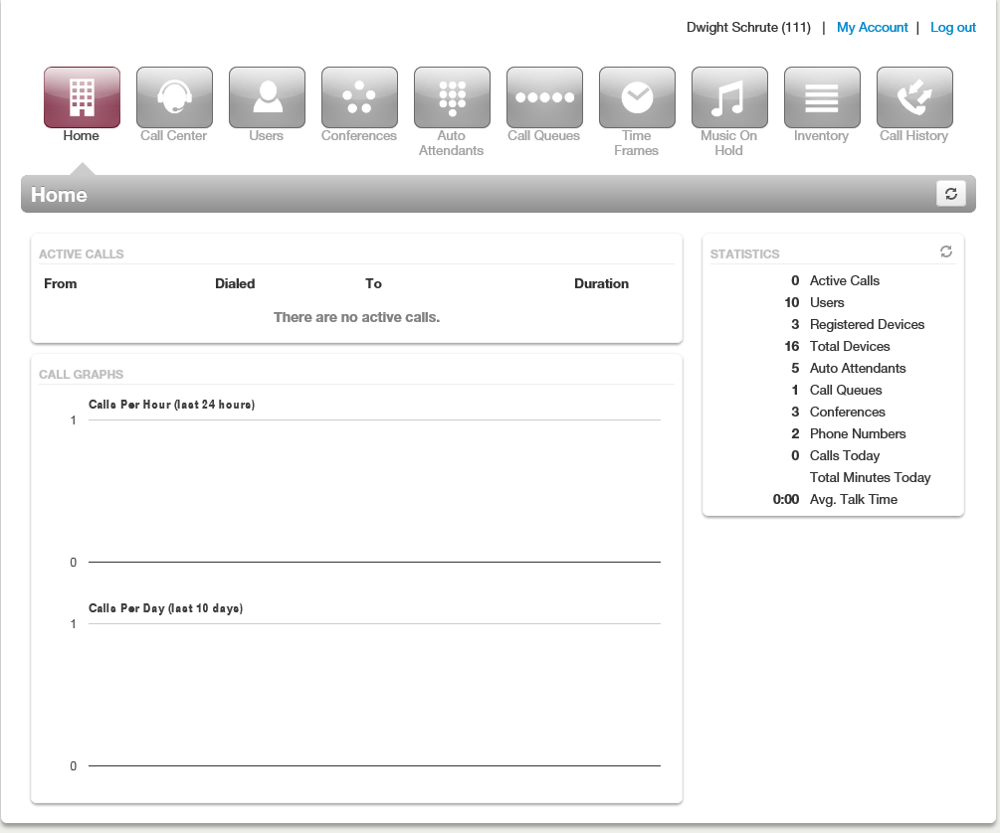 Dwight Schrute (111) | My Account | Log out
Home
Call Center
Users
Conferences
Auto
Attendants
Call Queues
Time
Frames
Music On
Hold
Inventory
Call History
Home
ACTIVE CALLS
From Dialed To Duration
There are no active calls.
CALL GRAPHS
Calls Per Hour (last 24 hours)
1
0
Calls Per Day (last 10 days)
1
0
STATISTICS
0 Active Calls
10 Users
3 Registered Devices
16 Total Devices
5 Auto Attendants
1 Call Queues
3 Conferences
2 Phone Numbers
0 Calls Today
Total Minutes Today
0:00 Avg. Talk Time